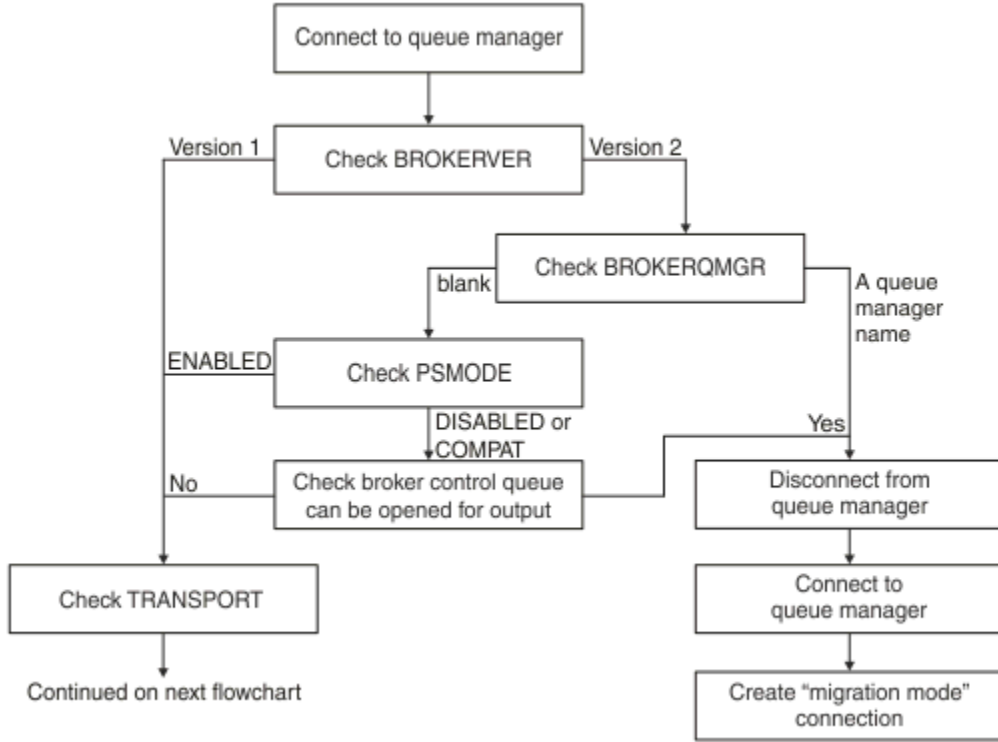 Connect to queue manager
Version 1
Check BROKERVER
Version 2
Check BROKERQMGR
blank
A queue
manager
name
ENABLED
Check PSMODE
DISABLED or
COMPAT
Yes
No
Check broker control queue
can be opened for output
Disconnect from
queue manager
Check TRANSPORT
Connect to
queue manager
Continued on next flowchart
Create “migration mode”
connection